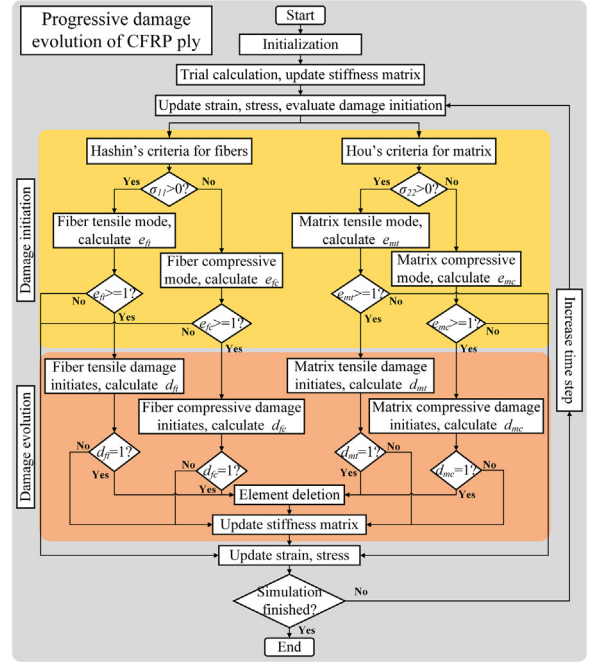 Progressive damage
evolution of CFRP ply
Start
Initialization
Trial calculation, update stiffness matrix
Update strain, stress, evaluate damage initiation
Damage initiation
Hashin's criteria for fibers
Hou's criteria for matrix
Yes
σ11>0?
No
Yes
σ22>0?
No
Fiber tensile mode,
calculate eft
Matrix tensile mode,
calculate emt
Fiber compressive
mode, calculate efc
Matrix compressive
mode, calculate emc
No
eft>=1?
Yes
No
efc>=1?
Yes
emt>=1?
No
Yes
emc>=1?
No
Yes
Increase time
step
Damage evolution
Fiber tensile damage
initiates, calculate dft
Matrix tensile damage
initiates, calculate dmt
Fiber compressive damage
initiates, calculate dfc
Matrix compressive damage
initiates, calculate dmc
No
dft=1?
Yes
No
dfc=1?
Yes
dmt=1?
No
Yes
dmc=1?
No
Yes
Element deletion
Update stiffness matrix
Update strain, stress
Simulation
finished?
No
Yes
End